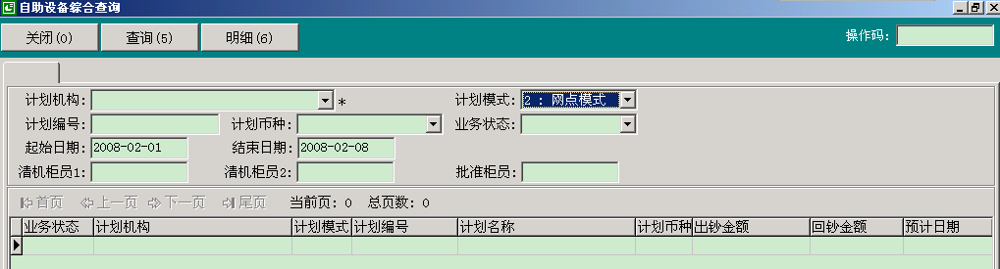 自助设备綜合查询
关闭(0) 查询(5) 明细(6) 操作码:
计划机构: * 计划模式: 2 : 网点模式
计划编号: 计划币种: 业务状态:
起始日期: 2008-02-01 结束日期: 2008-02-08
清机柜员1: 清机柜员2: 批准柜员:
首页 上一页 下一页 尾页 当前页: 0 总页数: 0
业务状态 计划机构 计划模式 计划编号 计划名称 计划币种 出钞金额 回钞金额 预计日期